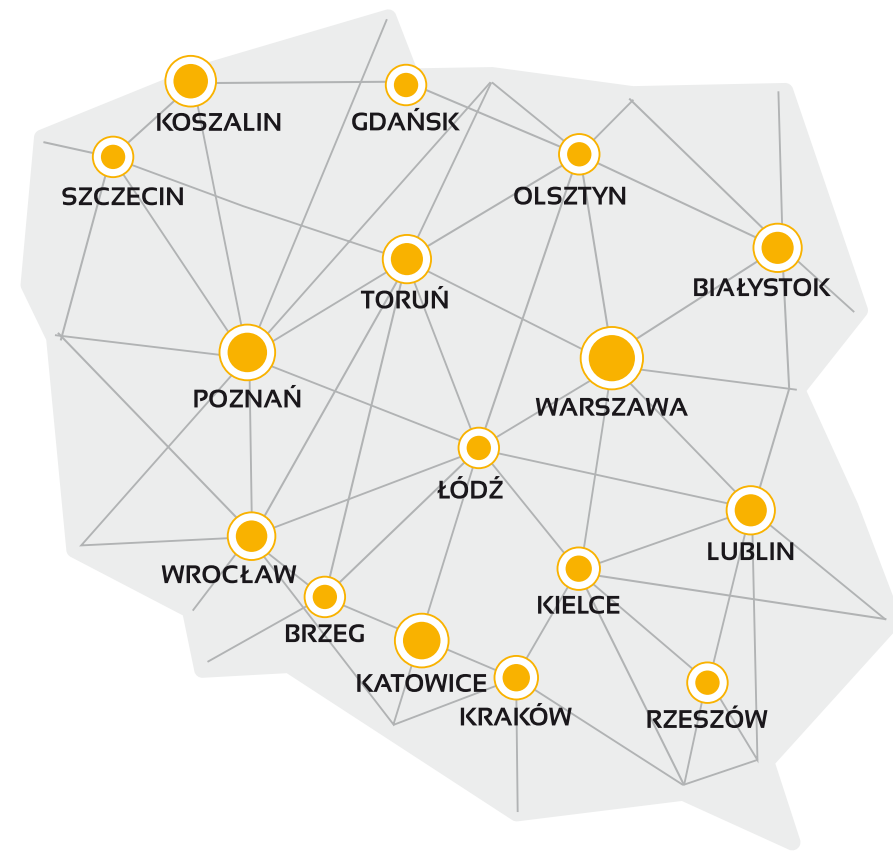 KOSZALIN
GDAŃSK
SZCZECIN
OLSZTYN
BIAŁYSTOK
TORUŃ
POZNAŃ
WARSZAWA
ŁÓDŹ
LUBLIN
WROCŁAW
KIELCE
BRZEG
KATOWICE
KRAKÓW
RZESZÓW